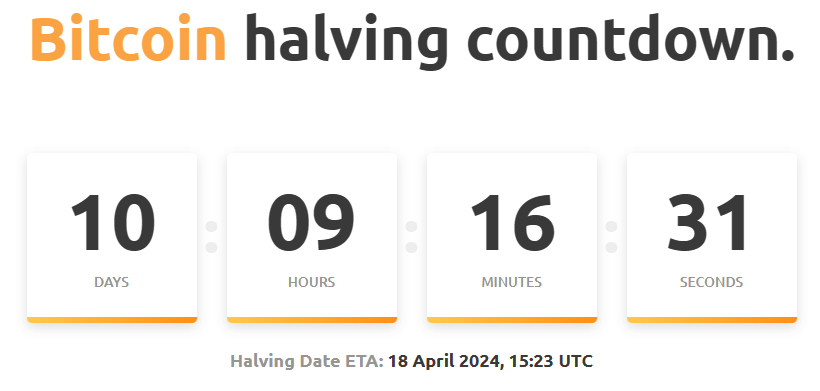 Bitcoin halving countdown.
10 : 09 : 16 : 31
DAYS HOURS MINUTES SECONDS
Halving Date ETA: 18 April 2024, 15:23 UTC